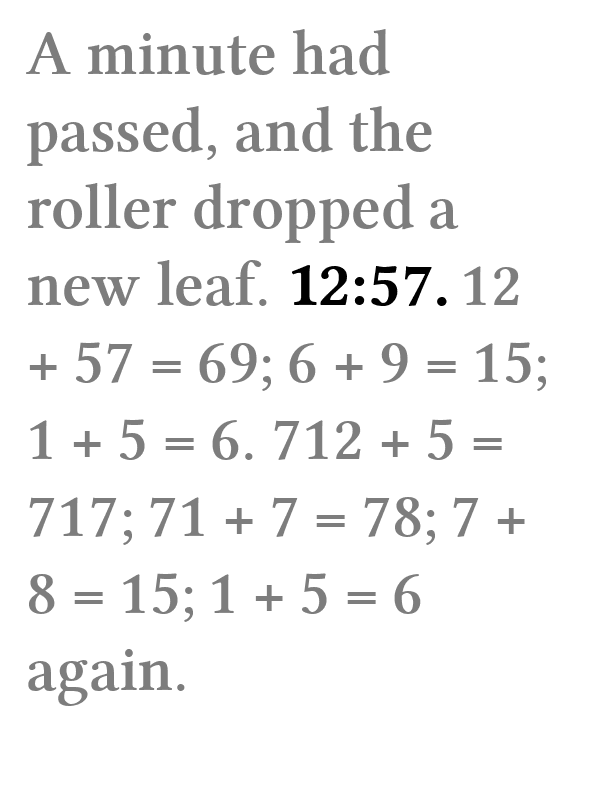 A minute had
passed, and the
roller dropped a
new leaf. 12:57. 12
+ 57 = 69; 6 + 9 = 15;
1 + 5 = 6. 712 + 5 =
717; 71 + 7 = 78; 7 +
8 = 15; 1 + 5 = 6
again.